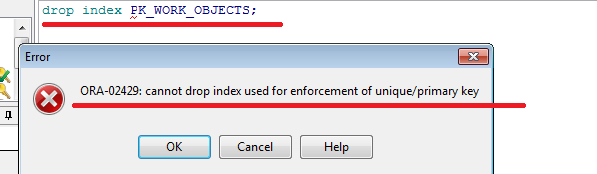 drop index PK_WORK_OBJECTS;
Error
ORA-02429: cannot drop index used for enforcement of unique/primary key
OK
Cancel
Help